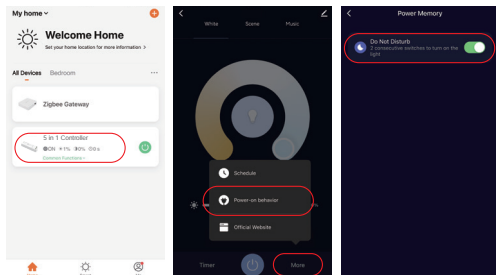 My home
Welcome Home
Set your home location for more information >
All Devices
Bedroom
Zigbee Gateway
5 in 1 Controller
ON
1%
0%
Common Functions
White
Scene
Music
Schedule
Power-on behavior
Official Website
Timer
More
Power Memory
Do Not Disturb
2 consecutive switches to turn on the
light